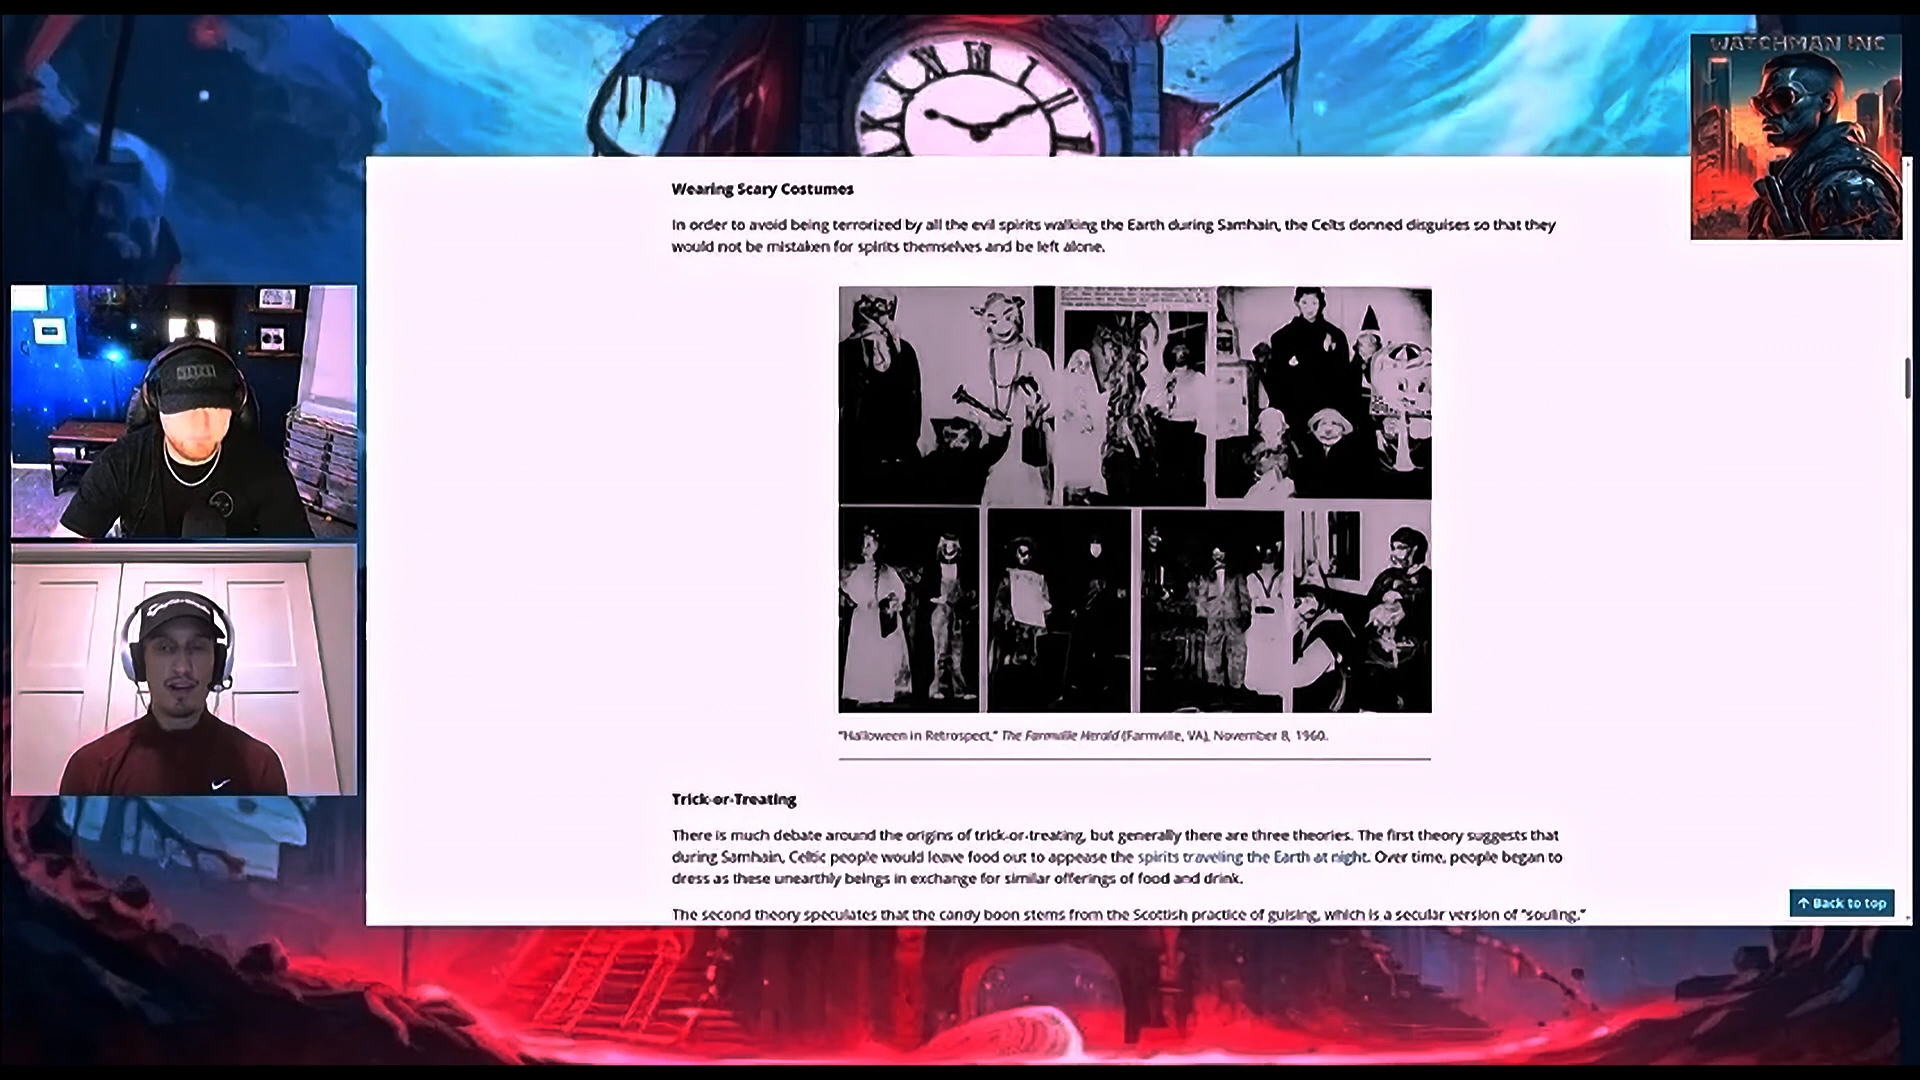 WATCHMAN INC
Wearing Scary Costumes
In order to avoid being terrorized by all the evil spirits walking the Earth during Samhain, the Celts donned disguises so that they
would not be mistaken for spirits themselves and be left alone.
"Halloween in Retrospect," The Farmville Herald (Farmville, VA), November 8, 1960.
Trick-or-Treating
There is much debate around the origins of trick-or-treating, but generally there are three theories. The first theory suggests that
during Samhain, Celtic people would leave food out to appease the spirits traveling the Earth at night. Over time, people began to
dress as these unearthly beings in exchange for similar offerings of food and drink.
The second theory speculates that the candy boon stems from the Scottish practice of guising, which is a secular version of "souling."
↑ Back to top